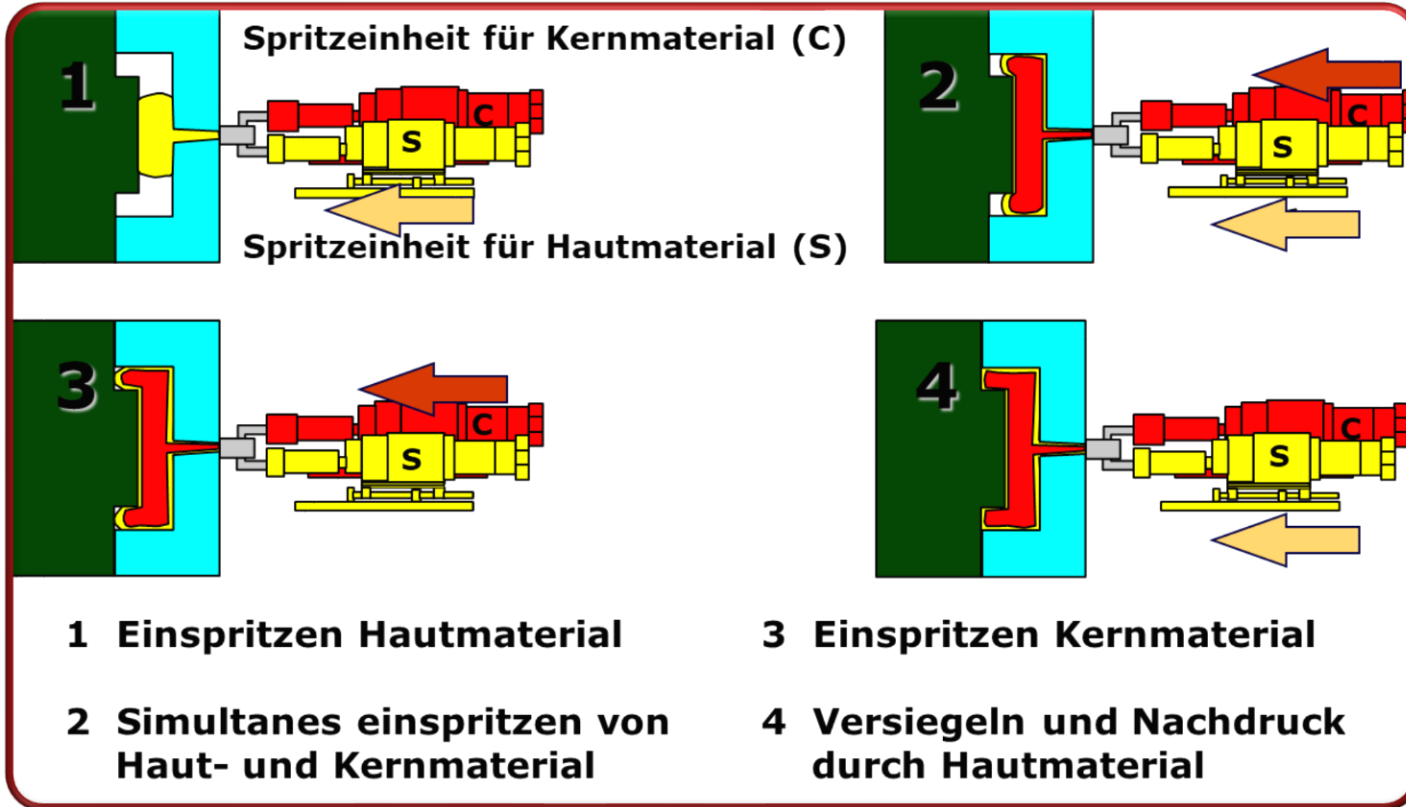 Spritzeinheit für Kernmaterial (C)
1
C
S
Spritzeinheit für Hautmaterial (S)
2
C
S
3
C
S
4
C
S
1 Einspritzen Hautmaterial
2 Simultanes einspritzen von
Haut- und Kernmaterial
3 Einspritzen Kernmaterial
4 Versiegeln und Nachdruck
durch Hautmaterial